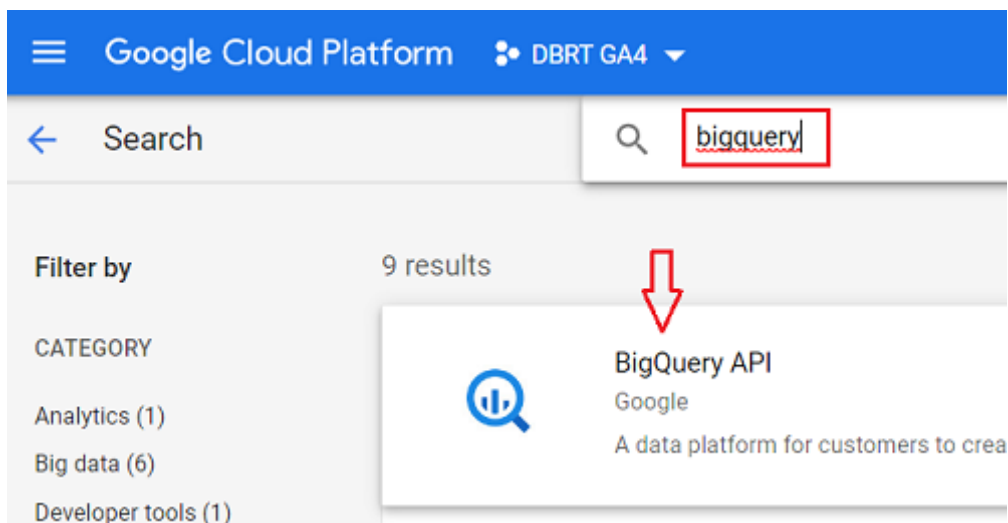 Google Cloud Platform DBRT GA4
Search
bigquery
Filter by
9 results
CATEGORY
BigQuery API
Google
Analytics (1)
A data platform for customers to crea
Big data (6)
Developer tools (1)